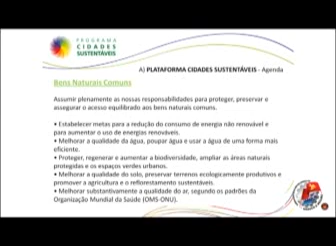 PROGRAMA
CIDADES
SUSTENTÁVEIS
A) PLATAFORMA CIDADES SUSTENTÁVEIS - Agenda
Bens Naturais Comuns
Assumir plenamente as nossas responsabilidades para proteger, preservar e
assegurar o acesso equilibrado aos bens naturais comuns.
• Estabelecer metas para a redução do consumo de energia não renovável e
para aumentar o uso de energias renováveis.
• Melhorar a qualidade da água, poupar água e usar a água de uma forma mais
eficiente.
• Proteger, regenerar e aumentar a biodiversidade, ampliar as áreas naturais
protegidas e os espaços verdes urbanos.
• Melhorar a qualidade do solo, preservar terrenos ecologicamente produtivos e
promover a agricultura e o reflorestamento sustentáveis.
• Melhorar substantivamente a qualidade do ar, segundo os padrões da
Organização Mundial da Saúde (OMS-ONU).